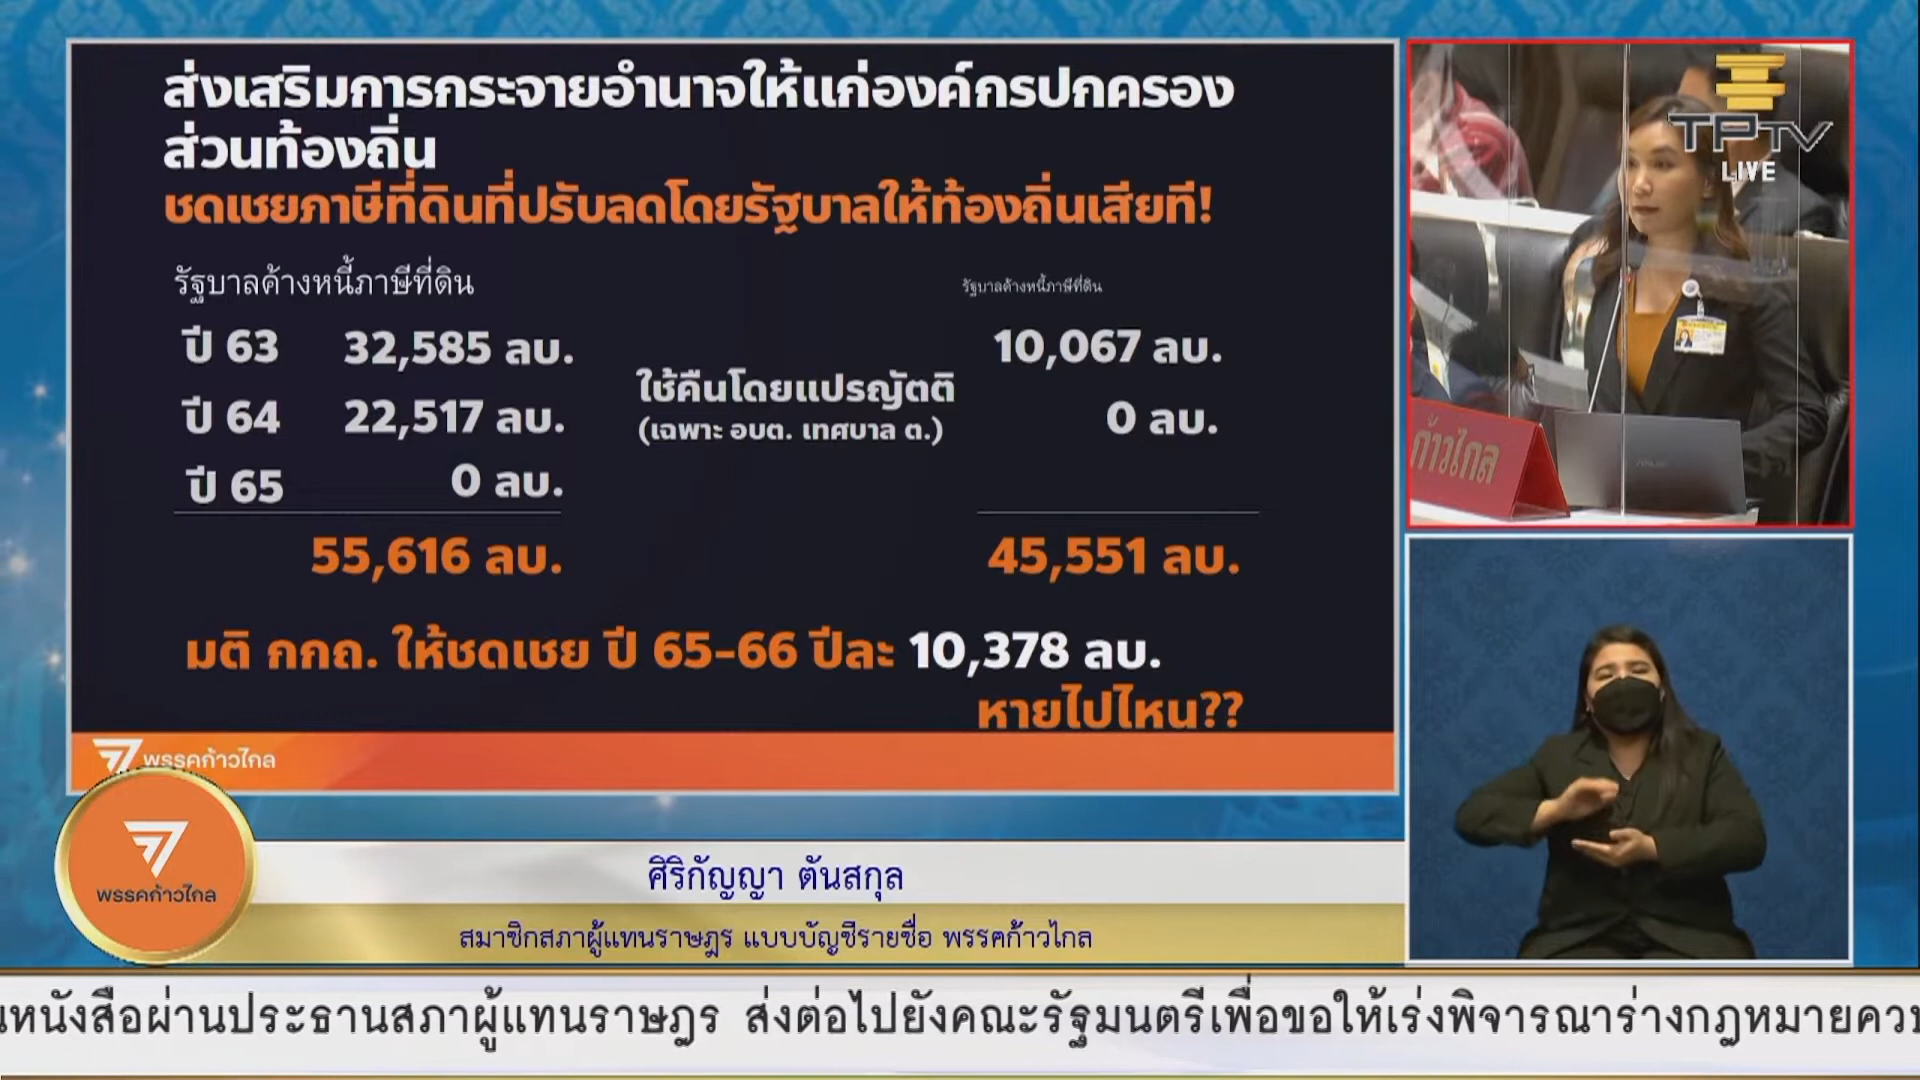 ส่งเสริมการกระจายอำนาจให้แก่องค์กรปกครอง
ส่วนท้องถิ่น
ชดเชยภาษีที่ดินที่ปรับลดโดยรัฐบาลให้ท้องถิ่นเสียที!
รัฐบาลค้างหนี้ภาษีที่ดิน
ปี 63 32,585 ลบ.
ปี 64 22,517 ลบ.
ปี 65 0 ลบ.
55,616 ลบ.
ใช้คืนโดยแปรญัตติ
(เฉพาะ อบต. เทศบาล ต.)
รัฐบาลค้างหนี้ภาษีที่ดิน
10,067 ลบ.
0 ลบ.
45,551 ลบ.
มติ กกถ. ให้ชดเชย ปี 65-66 ปีละ 10,378 ลบ.
หายไปไหน??
พรรคก้าวไกล
TPTV
LIVE
ก้าวไกล
พรรคก้าวไกล
ศิริกัญญา ตันสกุล
สมาชิกสภาผู้แทนราษฎร แบบบัญชีรายชื่อ พรรคก้าวไกล
หนังสือผ่านประธานสภาผู้แทนราษฎร ส่งต่อไปยังคณะรัฐมนตรีเพื่อขอให้เร่งพิจารณาร่างกฎหมาย